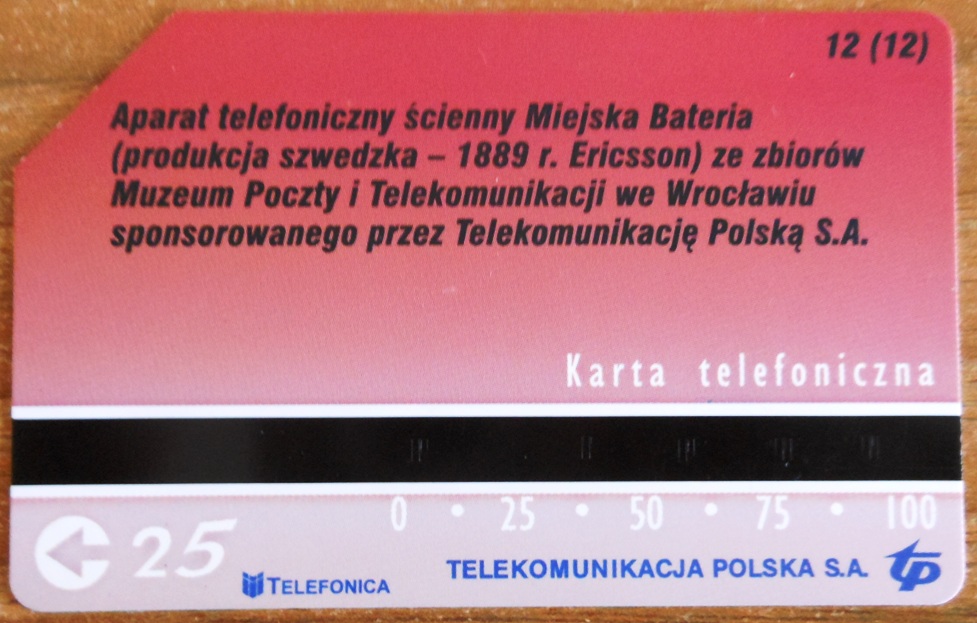 12 (12)
Aparat telefoniczny ścienny Miejska Bateria
(produkcja szwedzka – 1889 r. Ericsson) ze zbiorów
Muzeum Poczty i Telekomunikacji we Wrocławiu
sponsorowanego przez Telekomunikację Polską S.A.
Karta telefoniczna
0 • 25 • 50 • 75 • 100
25
TELEFONICA
TELEKOMUNIKACJA POLSKA S.A. tp